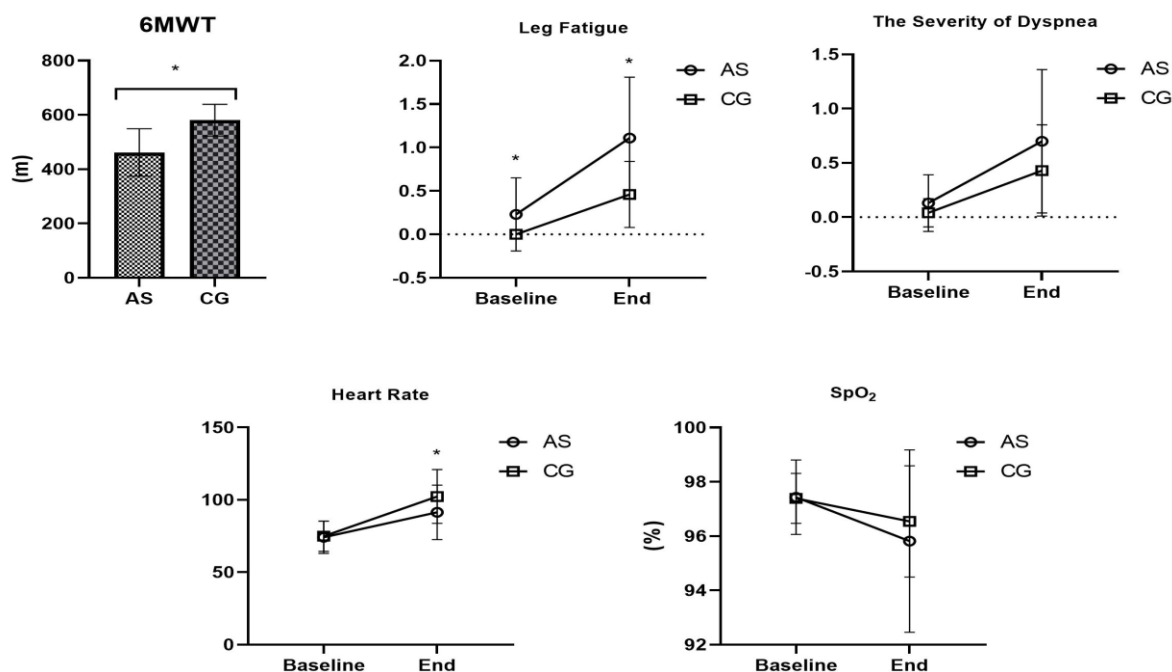 6MWT
800
600
400
200
0
(m)
*
AS
CG
Leg Fatigue
2.0
1.5
1.0
0.5
0.0
-0.5
*
*
Baseline
End
AS
CG
The Severity of Dyspnea
1.5
1.0
0.5
0.0
-0.5
Baseline
End
AS
CG
Heart Rate
150
100
50
0
*
Baseline
End
AS
CG
SpO₂
100
98
96
94
92
(%)
Baseline
End
AS
CG